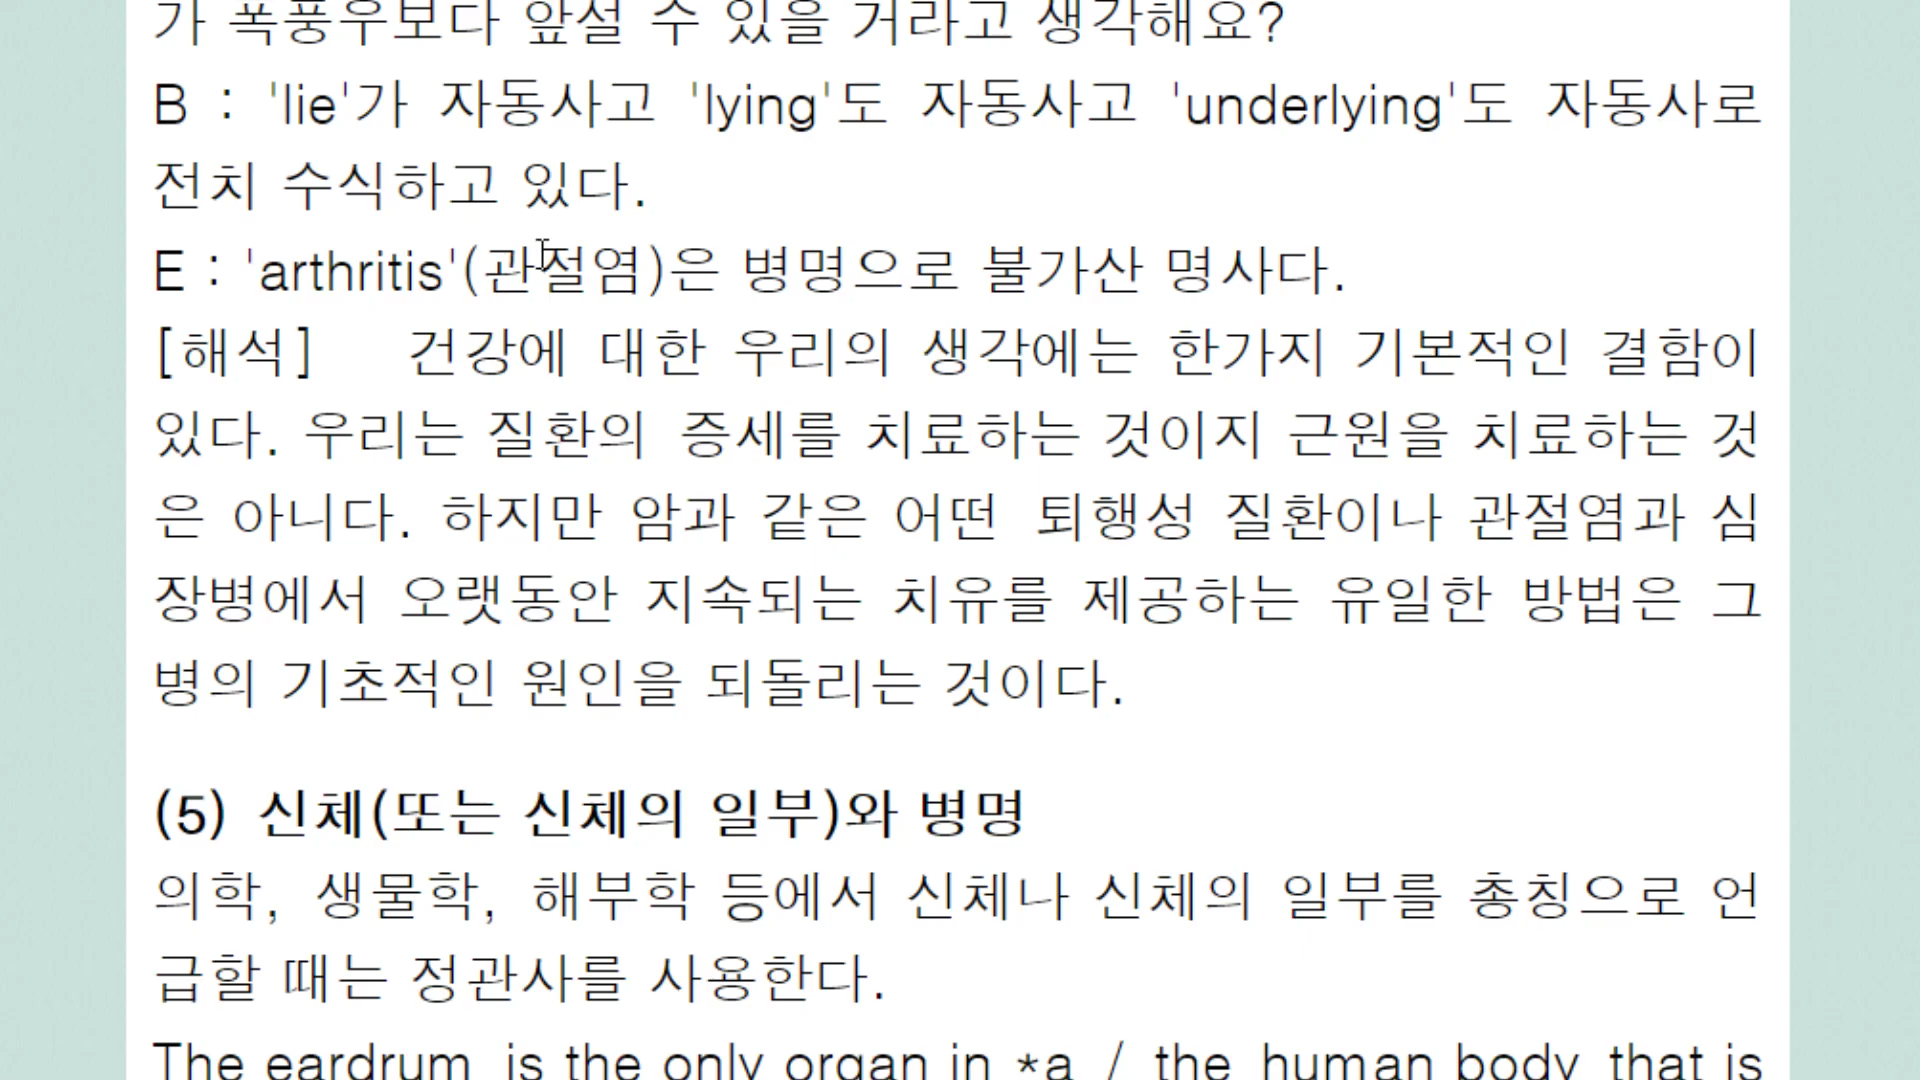 가 폭풍우보다 앞설 수 있을 거라고 생각해요?
B : 'lie'가 자동사고 'lying'도 자동사고 'underlying'도 자동사로
전치 수식하고 있다.
E : 'arthritis'(관절염)은 병명으로 불가산 명사다.
[해석] 건강에 대한 우리의 생각에는 한가지 기본적인 결함이
있다. 우리는 질환의 증세를 치료하는 것이지 근원을 치료하는 것
은 아니다. 하지만 암과 같은 어떤 퇴행성 질환이나 관절염과 심
장병에서 오랫동안 지속되는 치유를 제공하는 유일한 방법은 그
병의 기초적인 원인을 되돌리는 것이다.
(5) 신체(또는 신체의 일부)와 병명
의학, 생물학, 해부학 등에서 신체나 신체의 일부를 총칭으로 언
급할 때는 정관사를 사용한다.
The eardrum is the only organ in *a / the human body that is